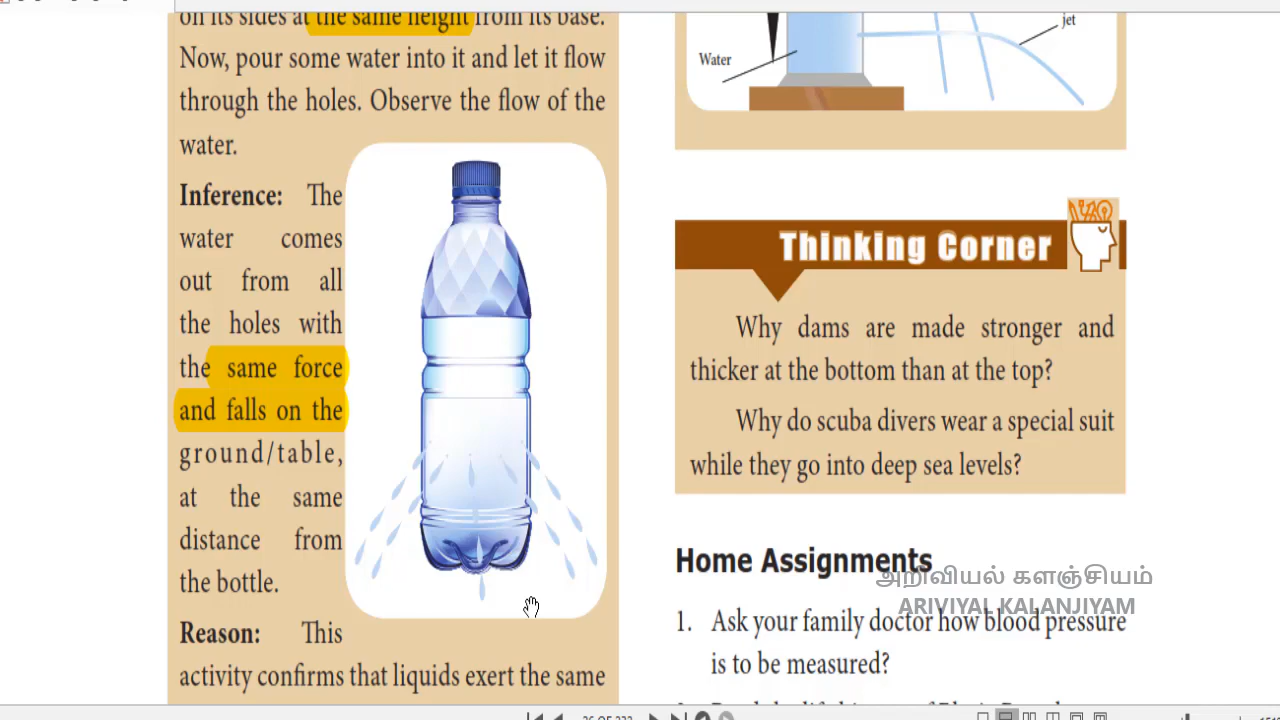 on its sides at the same height from its base.
Now, pour some water into it and let it flow
through the holes. Observe the flow of the
water.
Inference: The
water comes
out from all
the holes with
the same force
and falls on the
ground/table,
at the same
distance from
the bottle.
Reason: This
activity confirms that liquids exert the same
jet
Water
Thinking Corner
Why dams are made stronger and
thicker at the bottom than at the top?
Why do scuba divers wear a special suit
while they go into deep sea levels?
Home Assignments
அறிவியல் களஞ்சியம்
ARIVIYAL KALANJIYAM
1. Ask your family doctor how blood pressure
is to be measured?